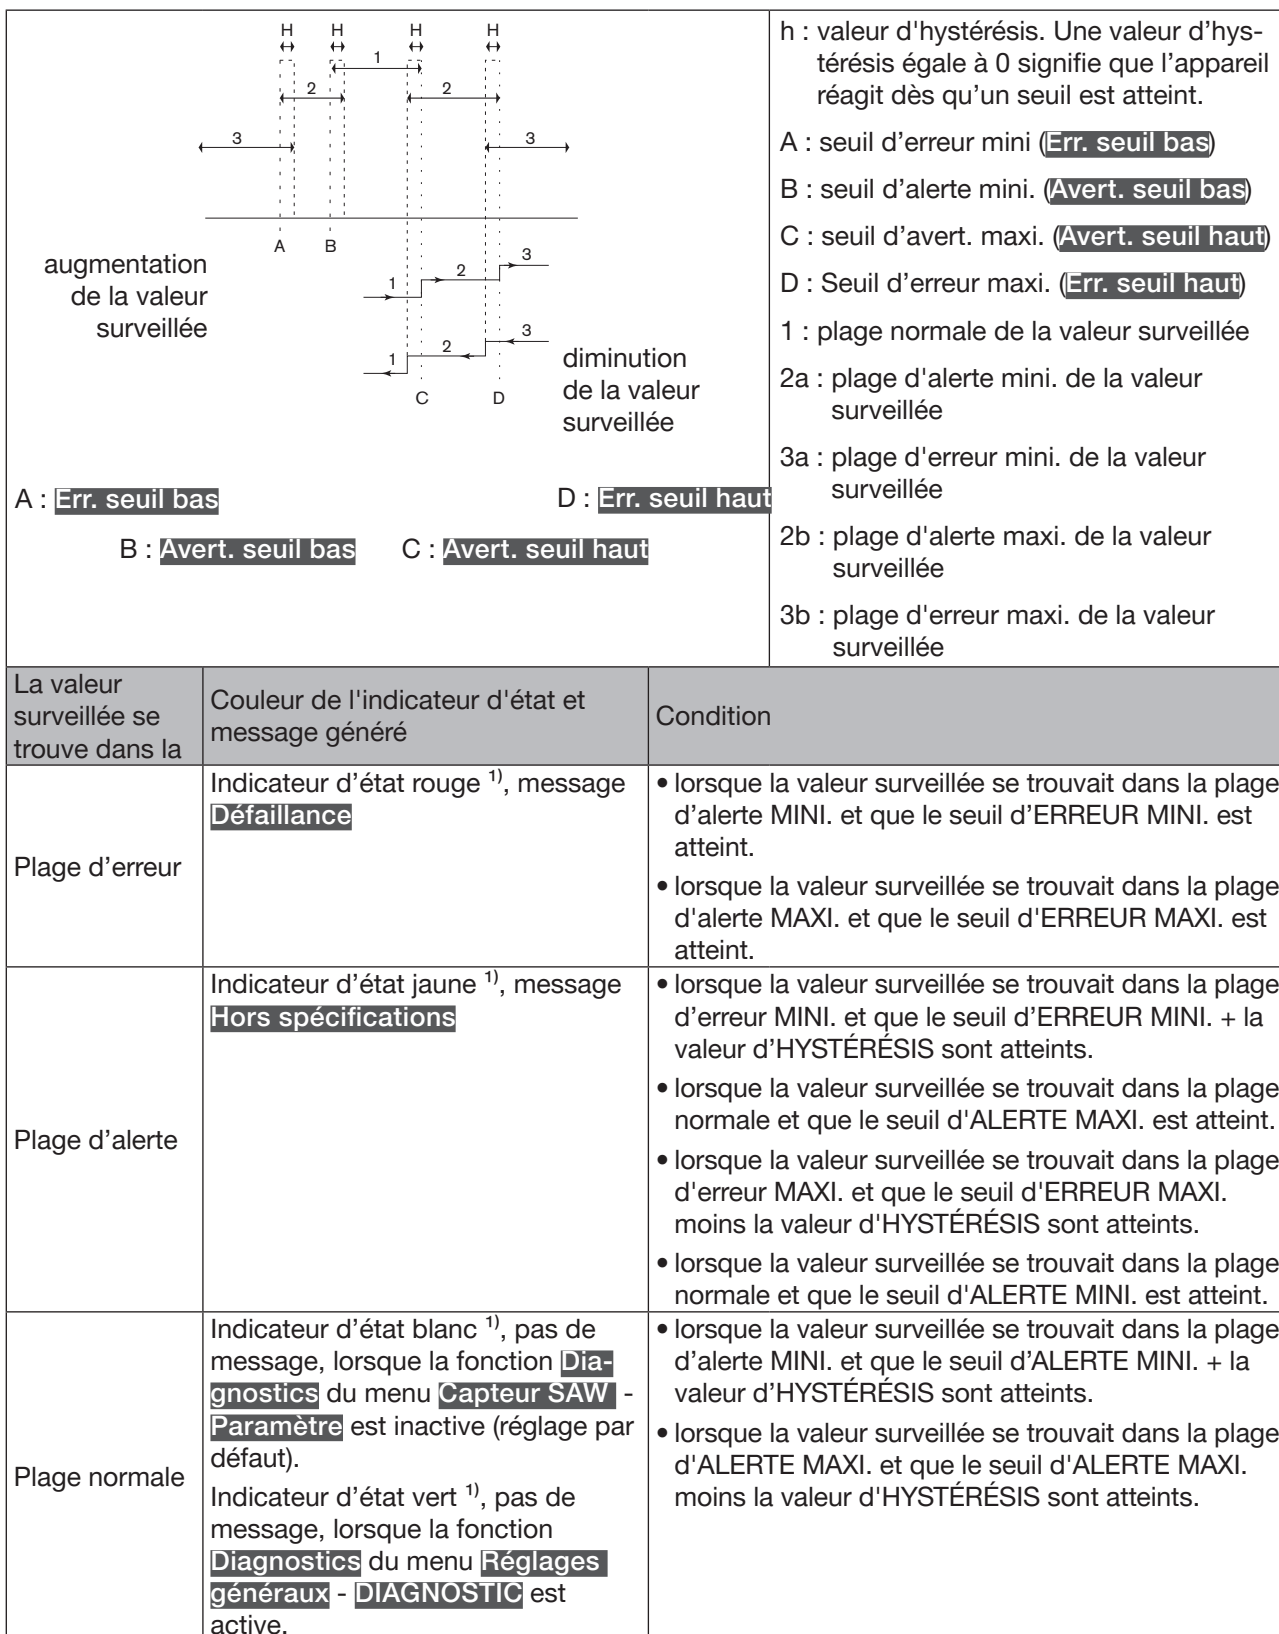 H H H H
1
2 2
3 3
A B
augmentation
de la valeur
surveillée
1 2 3
1 2 3
C D
diminution
de la valeur
surveillée
A : Err. seuil bas
D : Err. seuil haut
B : Avert. seuil bas
C : Avert. seuil haut
h : valeur d'hystérésis. Une valeur d’hys-
térésis égale à 0 signifie que l’appareil
réagit dès qu’un seuil est atteint.
A : seuil d’erreur mini (Err. seuil bas)
B : seuil d’alerte mini. (Avert. seuil bas)
C : seuil d’avert. maxi. (Avert. seuil haut)
D : Seuil d’erreur maxi. (Err. seuil haut)
1 : plage normale de la valeur surveillée
2a : plage d'alerte mini. de la valeur
surveillée
3a : plage d'erreur mini. de la valeur
surveillée
2b : plage d'alerte maxi. de la valeur
surveillée
3b : plage d'erreur maxi. de la valeur
surveillée
La valeur
surveillée se
trouve dans la
Couleur de l'indicateur d'état et
message généré
Condition
Plage d’erreur
Indicateur d’état rouge 1), message
Défaillance
• lorsque la valeur surveillée se trouvait dans la plage
d’alerte MINI. et que le seuil d’ERREUR MINI. est
atteint.
• lorsque la valeur surveillée se trouvait dans la plage
d'alerte MAXI. et que le seuil d'ERREUR MAXI. est
atteint.
Plage d’alerte
Indicateur d’état jaune 1), message
Hors spécifications
• lorsque la valeur surveillée se trouvait dans la plage
d’erreur MINI. et que le seuil d’ERREUR MINI. + la
valeur d’HYSTÉRÉSIS sont atteints.
• lorsque la valeur surveillée se trouvait dans la plage
normale et que le seuil d'ALERTE MAXI. est atteint.
• lorsque la valeur surveillée se trouvait dans la plage
d'erreur MAXI. et que le seuil d'ERREUR MAXI.
moins la valeur d'HYSTÉRÉSIS sont atteints.
• lorsque la valeur surveillée se trouvait dans la plage
normale et que le seuil d'ALERTE MINI. est atteint.
Plage normale
Indicateur d’état blanc 1), pas de
message, lorsque la fonction Dia-
gnostics du menu Capteur SAW -
Paramètre est inactive (réglage par
défaut).
Indicateur d’état vert 1), pas de
message, lorsque la fonction
Diagnostics du menu Réglages
généraux - DIAGNOSTIC est
active.
• lorsque la valeur surveillée se trouvait dans la plage
d’alerte MINI. et que le seuil d’ALERTE MINI. + la
valeur d’HYSTÉRÉSIS sont atteints.
• lorsque la valeur surveillée se trouvait dans la plage
d'ALERTE MAXI. et que le seuil d'ALERTE MAXI.
moins la valeur d'HYSTÉRÉSIS sont atteints.